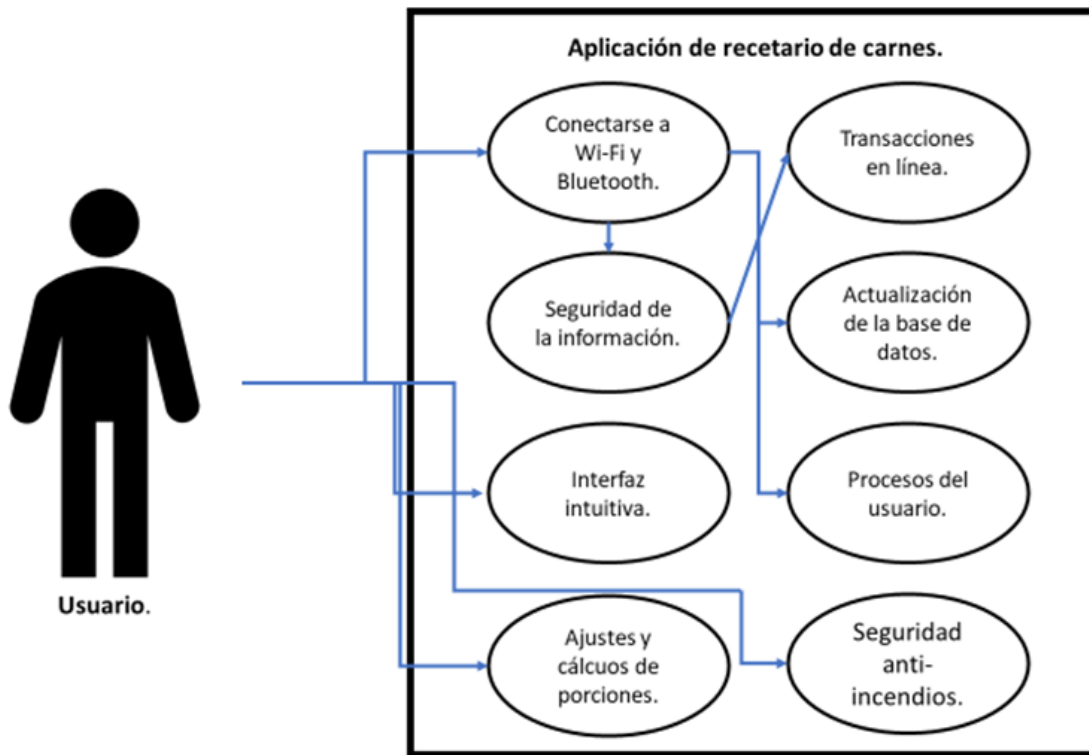 Aplicación de recetario de carnes.
Conectarse a
Wi-Fi y
Bluetooth.
Transacciones
en línea.
Seguridad de
la información.
Actualización
de la base de
datos.
Interfaz
intuitiva.
Procesos del
usuario.
Usuario.
Ajustes y
cálcuos de
porciones.
Seguridad
anti-
incendios.